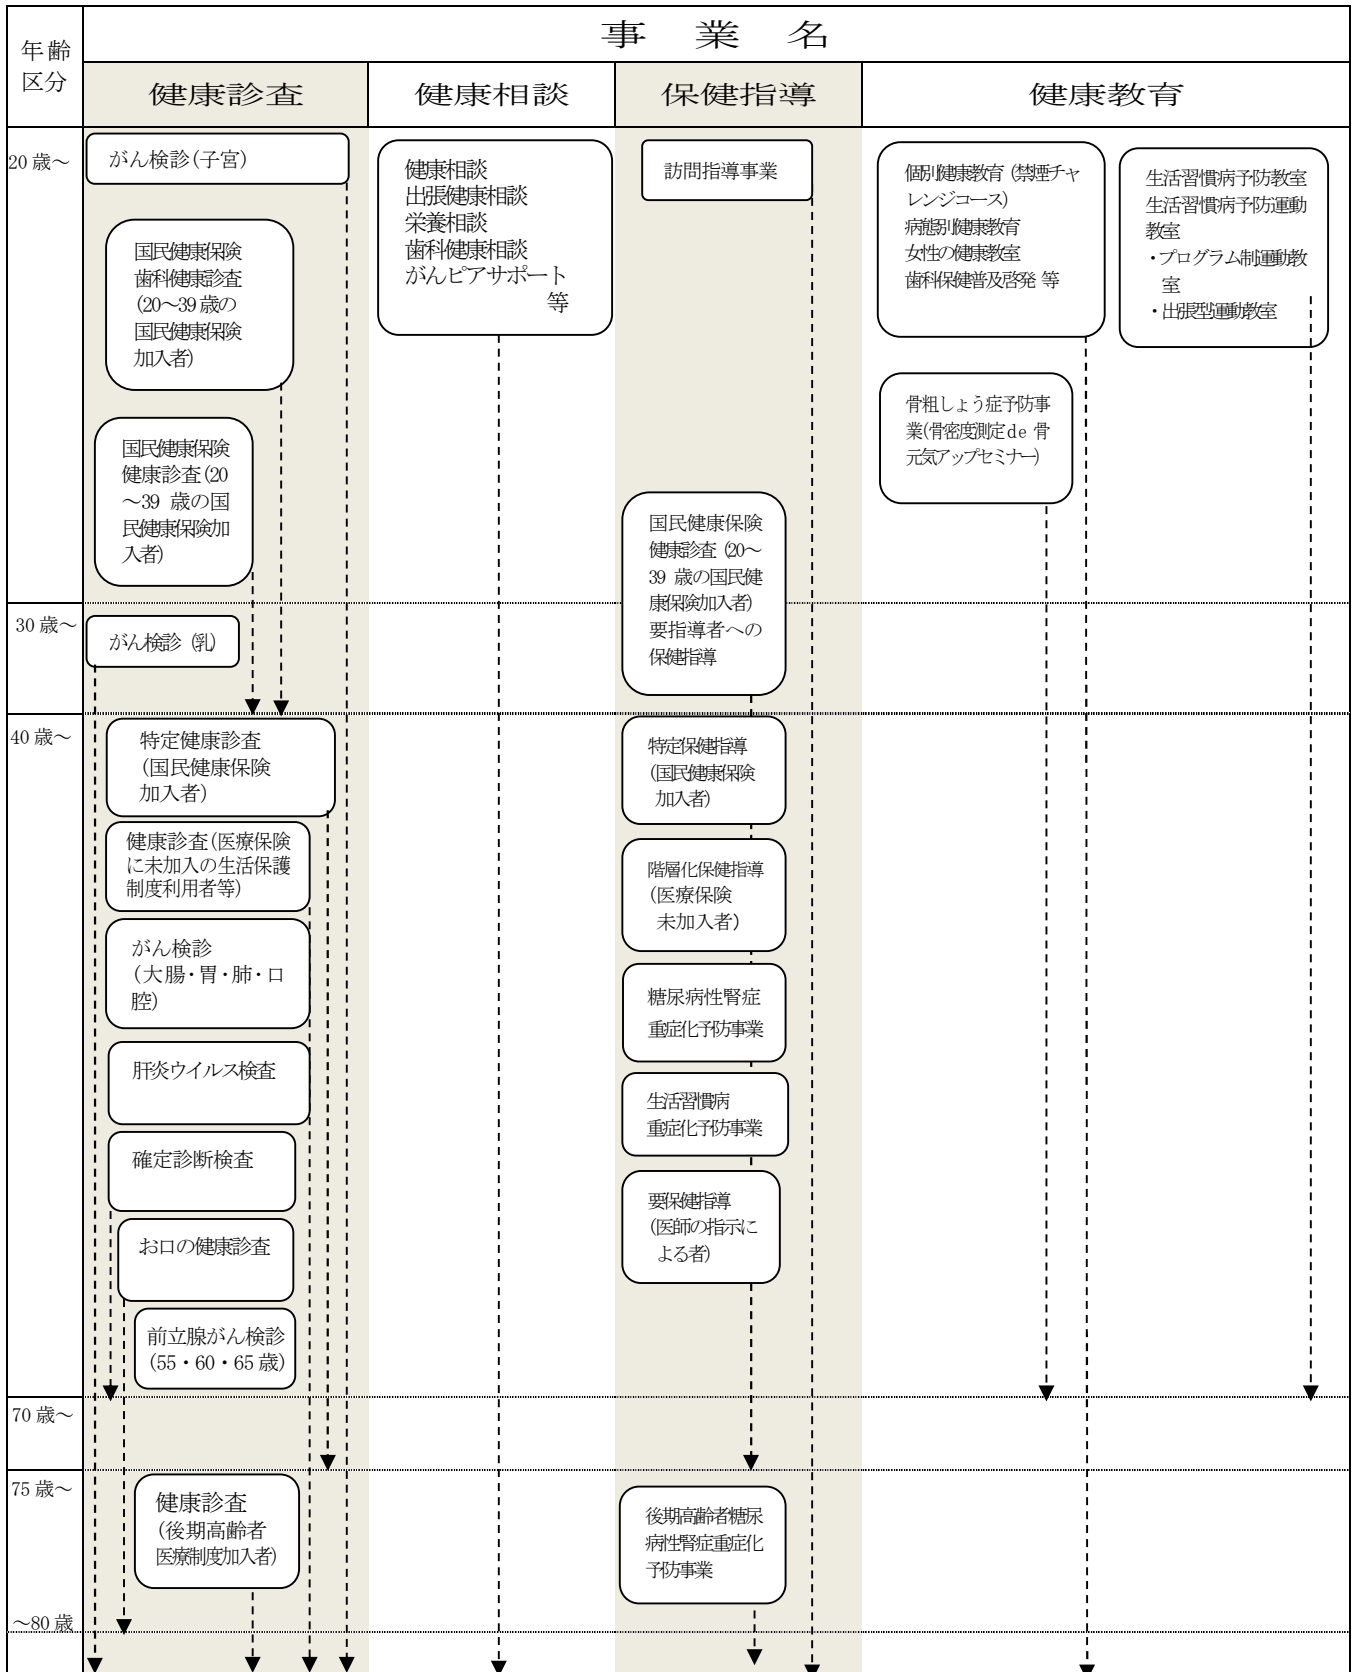 年齢
区分
事　業　名
健康診査
健康相談
保健指導
健康教育
20歳～
がん検診(子宮)
国民健康保険
歯科健康診査
(20～39歳の
国民健康保険
加入者)
国民健康保険
健康診査(20
～39 歳の国
民健康保険加
入者)
健康相談
出張健康相談
栄養相談
歯科健康相談
がんピアサポート
等
訪問指導事業
国民健康保険
健康診査(20～
39 歳の国民健
康保険加入者)
要指導者への
保健指導
個別健康教育(禁煙チャ
レンジコース)
病態別健康教育
女性の健康教室
歯科保健普及啓発 等
生活習慣病予防教室
生活習慣病予防運動
教室
・プログラム制運動教
室
・出張型運動教室
骨粗しょう症予防事
業(骨密度測定de 骨
元気アップセミナー)
30歳～
がん検診(乳)
40歳～
特定健康診査
(国民健康保険
加入者)
健康診査(医療保険
に未加入の生活保護
制度利用者等)
がん検診
(大腸・胃・肺・口
腔)
肝炎ウイルス検査
確定診断検査
お口の健康診査
前立腺がん検診
(55・60・65歳)
特定保健指導
(国民健康保険
加入者)
階層化保健指導
(医療保険
未加入者)
糖尿病性腎症
重症化予防事業
生活習慣病
重症化予防事業
要保健指導
(医師の指示に
よる者)
70歳～
75歳～
健康診査
(後期高齢者
医療制度加入者)
後期高齢者糖尿
病性腎症重症化
予防事業
～80歳